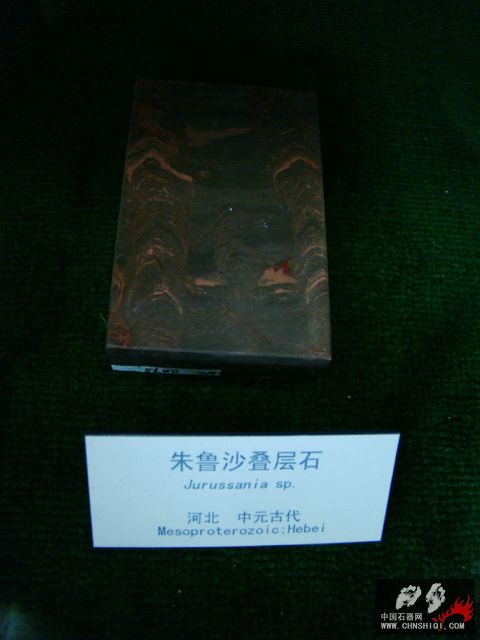 朱鲁沙叠层石
Jurussania sp.
河北 中元古代
Mesoproterozoic;Hebei
中国石器网
WWW.CHNSHIQI.COM